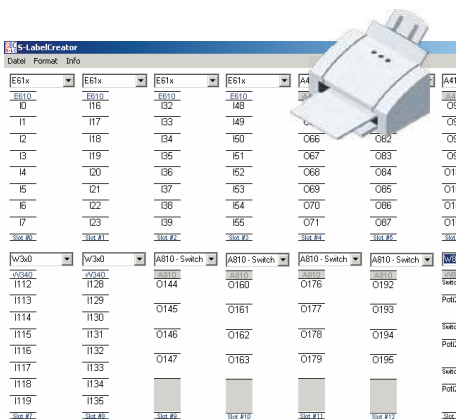 S-LabelCreator
Datei Format Info
E61x E61x E61x E61x A4 A41
E610 E610 E610 E610
I0 I16 I32 I48
I1 I17 I33 I49
I2 I18 I34 I50 O66 O82
I3 I19 I35 I51 O67 O83
I4 I20 I36 I52 O68 O84
I5 I21 I37 I53 O69 O85
I6 I22 I38 I54 O70 O86
I7 I23 I39 I55 O71 O87
Slot #0 Slot #1 Slot #2 Slot #3 Slot #4 Slot #5 Slot
W3x0 W3x0 A810 - Switch A810 - Switch A810 - Switch A810 - Switch W8
W340 W340 A810 A810 A810 A810
I112 I128 O144 O160 O176 O192
I113 I129 O145 O161 O177 O193
I114 I130
I115 I131 O146 O162 O178 O194
I116 I132 O147 O163 O179 O195
I117 I133
I118 I134
I119 I135
Slot #7 Slot #8 Slot #9 Slot #10 Slot #11 Slot #12 Slot